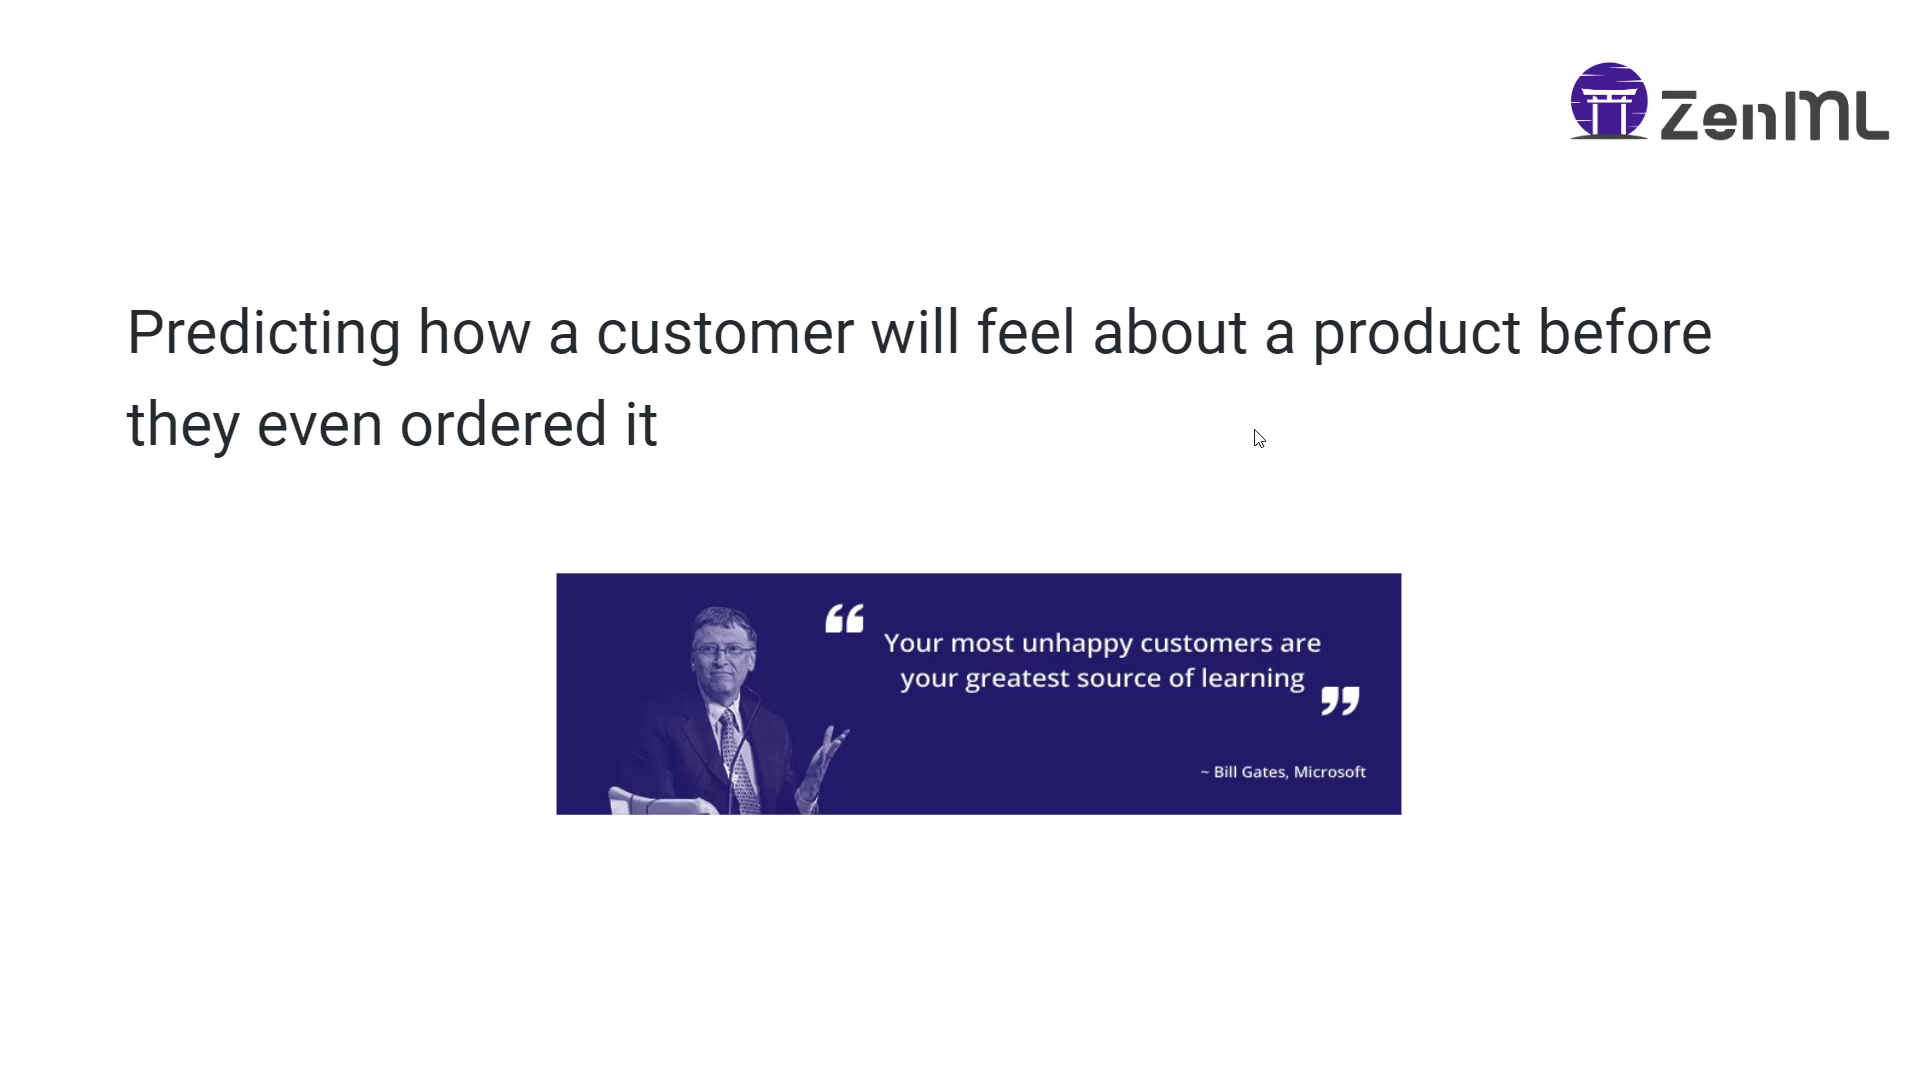 ZenML
Predicting how a customer will feel about a product before
they even ordered it
“ Your most unhappy customers are
your greatest source of learning ”
~ Bill Gates, Microsoft